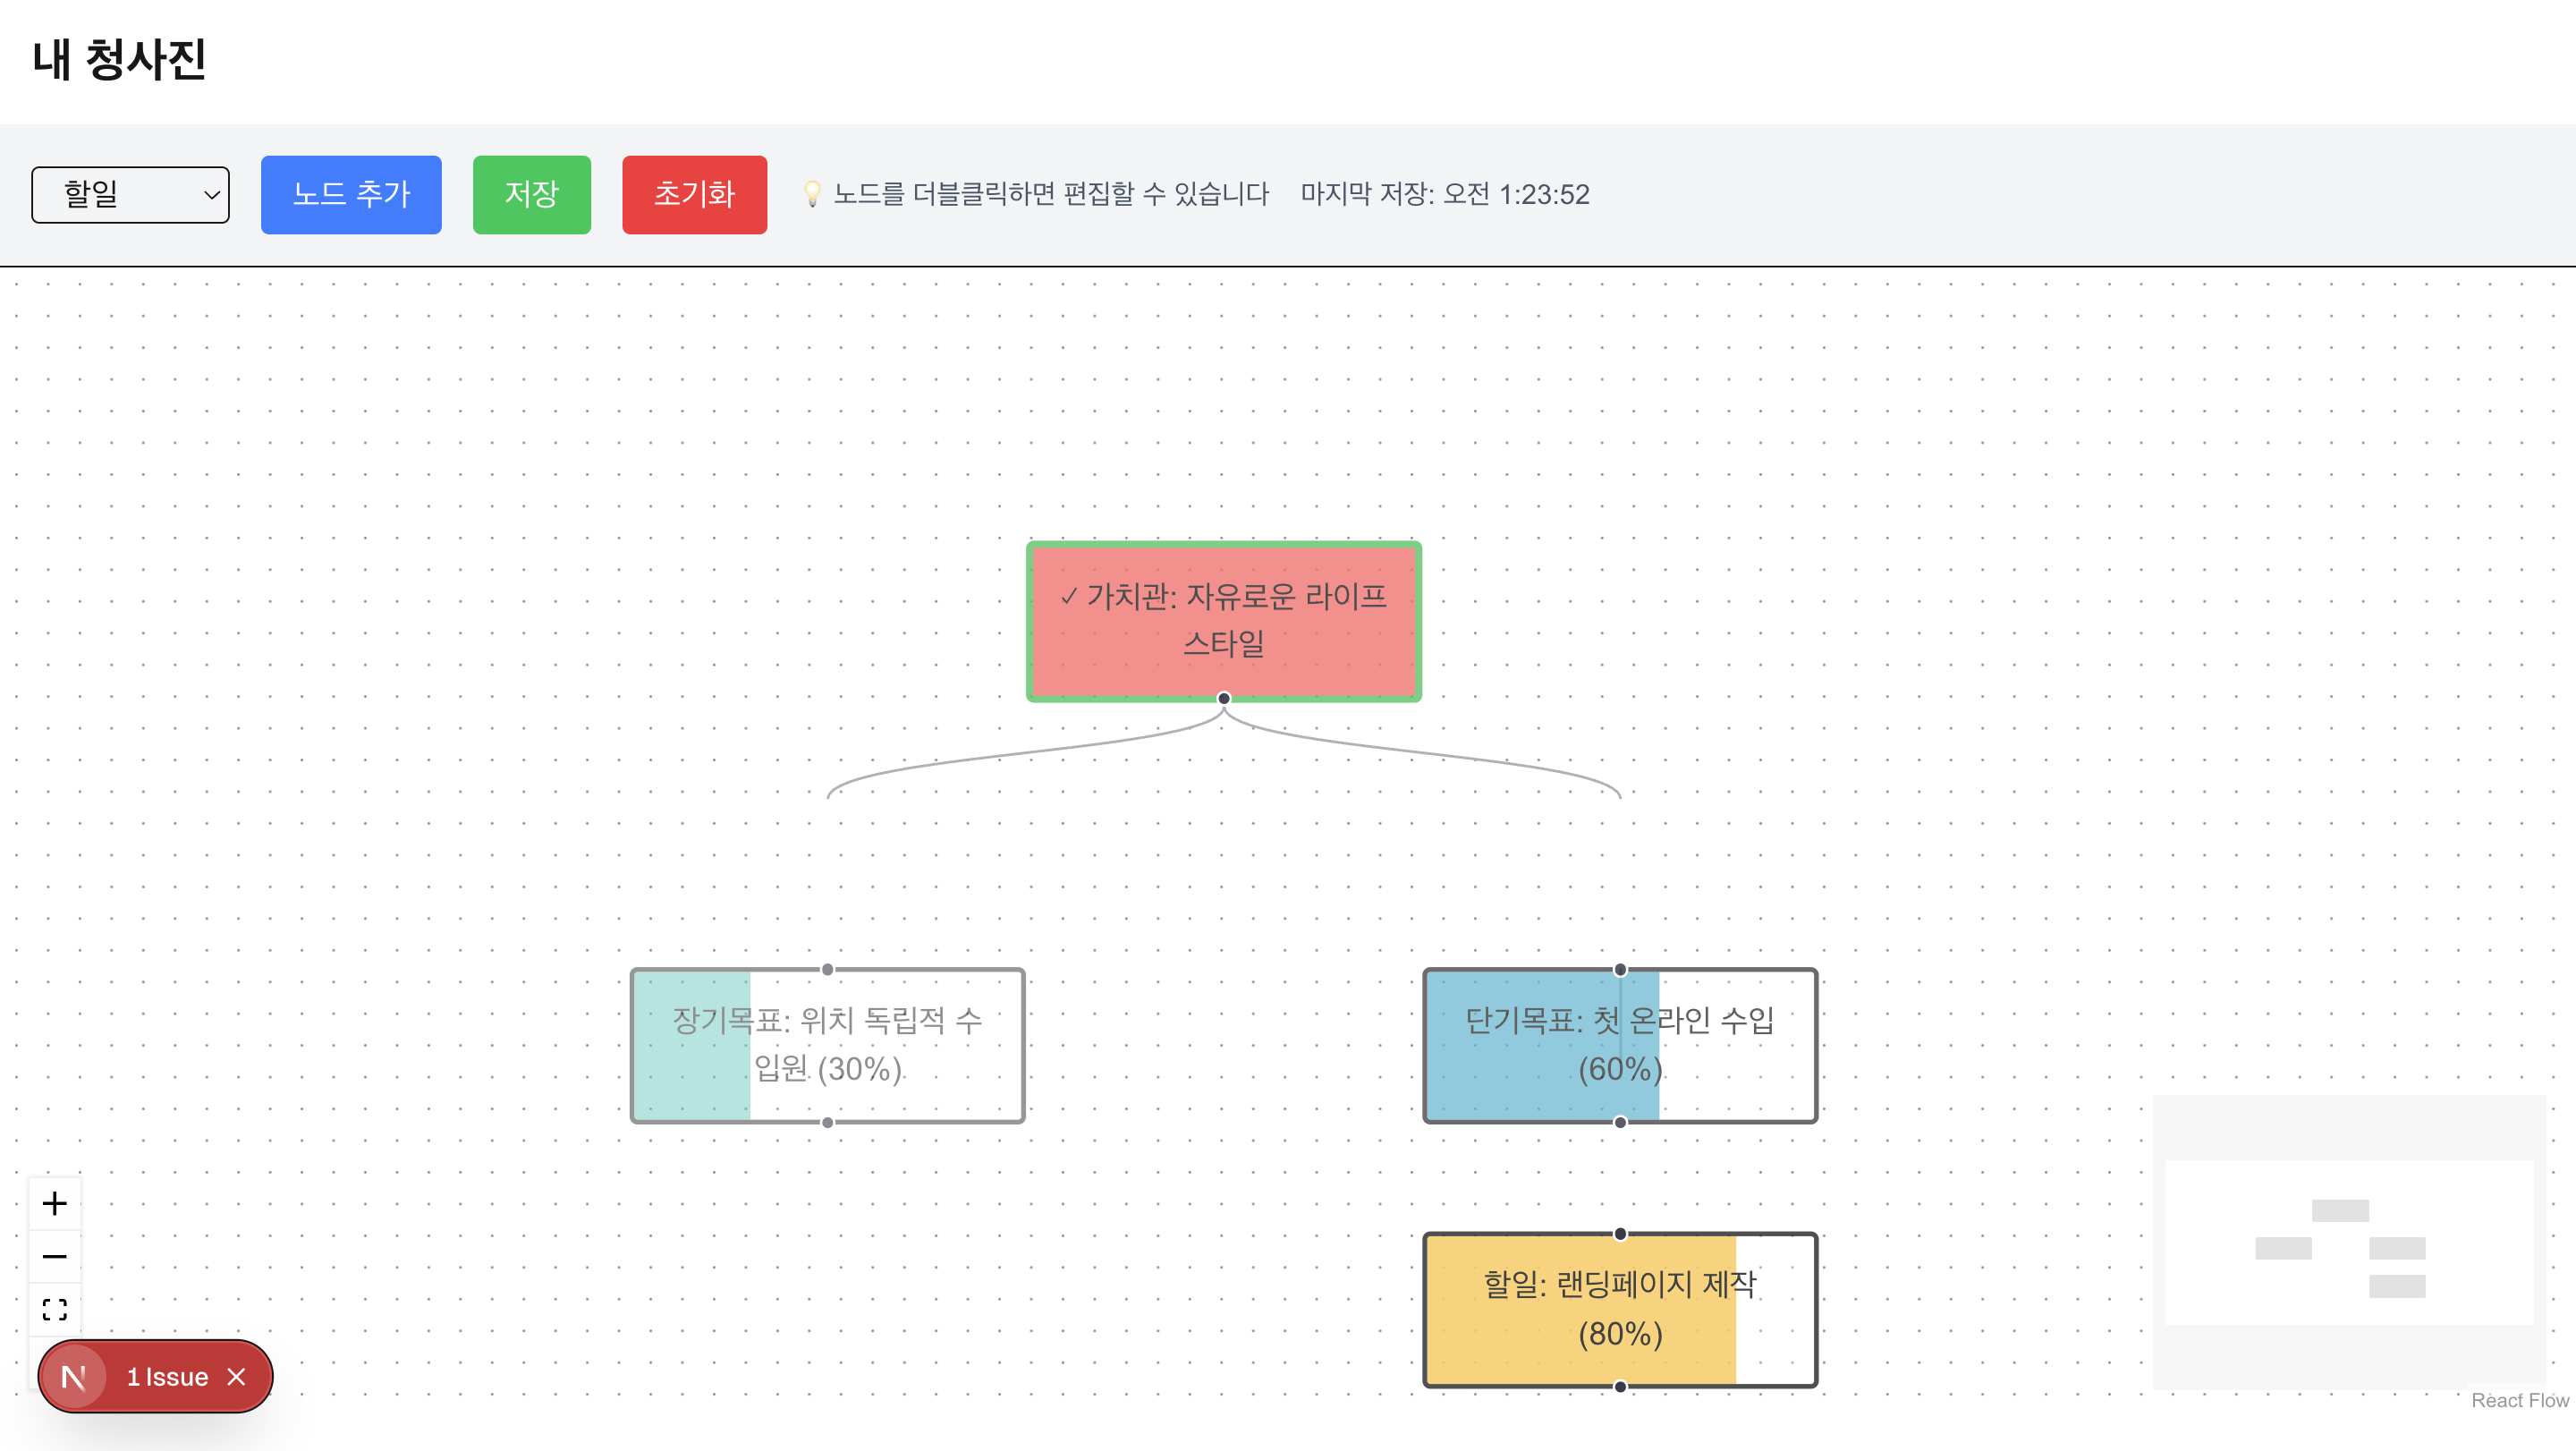 내 청사진
할일
노드 추가
저장
초기화
💡 노드를 더블클릭하면 편집할 수 있습니다
마지막 저장: 오전 1:23:52
✓ 가치관: 자유로운 라이프
스타일
장기목표: 위치 독립적 수
입원 (30%)
단기목표: 첫 온라인 수입
(60%)
할일: 랜딩페이지 제작
(80%)
N 1 Issue
React Flow